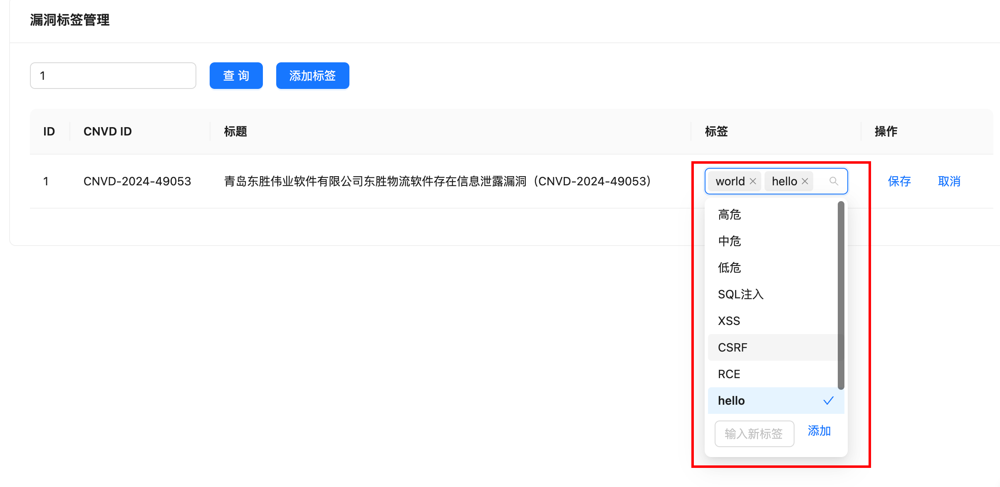 漏洞标签管理
1 查 询 添加标签
ID CNVD ID 标题 标签 操作
1 CNVD-2024-49053 青岛东胜伟业软件有限公司东胜物流软件存在信息泄露漏洞（CNVD-2024-49053） world hello 保存 取消
高危
中危
低危
SQL注入
XSS
CSRF
RCE
hello
输入新标签 添加